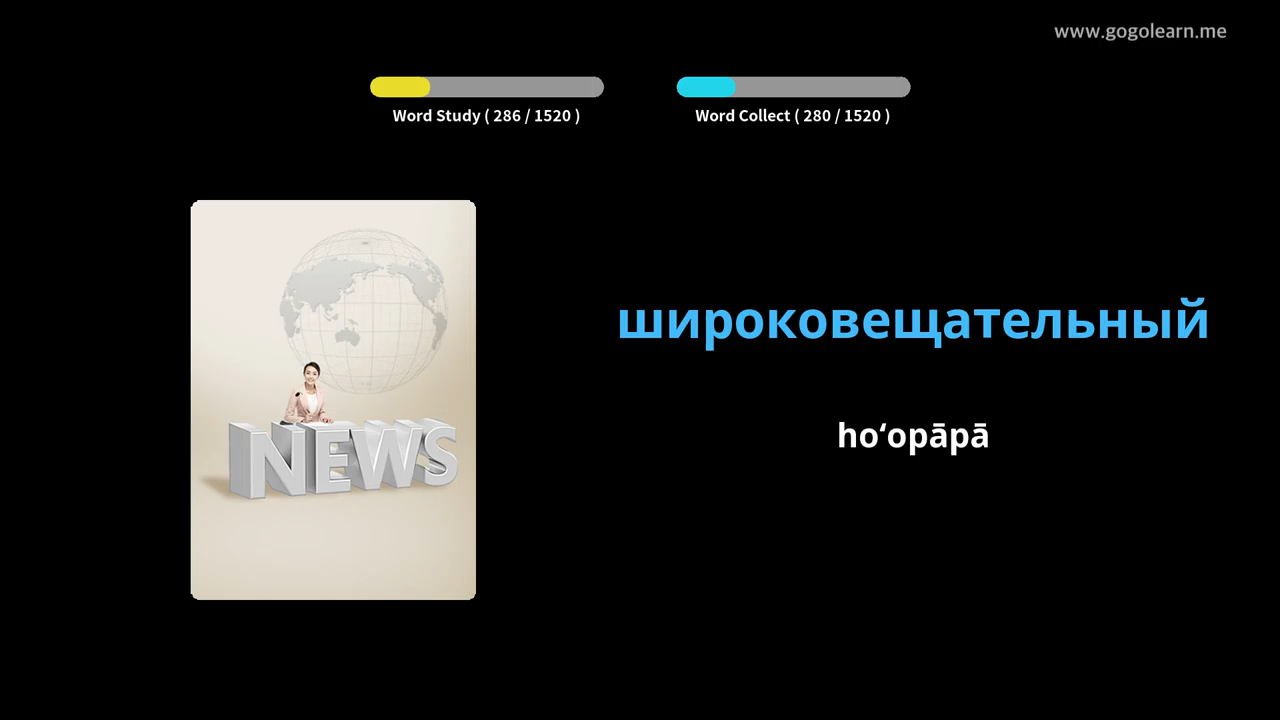 www.gogolearn.me
Word Study ( 286 / 1520 )
Word Collect ( 280 / 1520 )
широковещательный
hoʻopāpā
NEWS